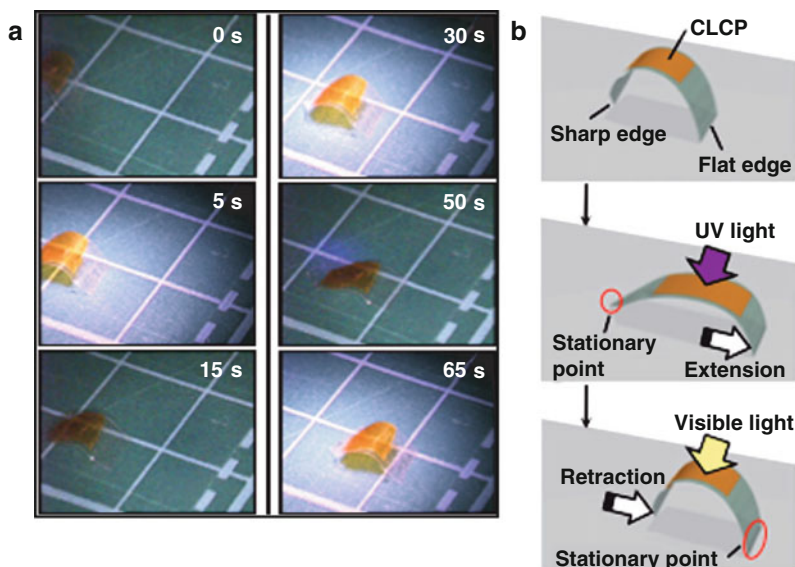 a
0 s
30 s
5 s
50 s
15 s
65 s
b
CLCP
Sharp edge
Flat edge
UV light
Stationary
point
Extension
Visible light
Retraction
Stationary point